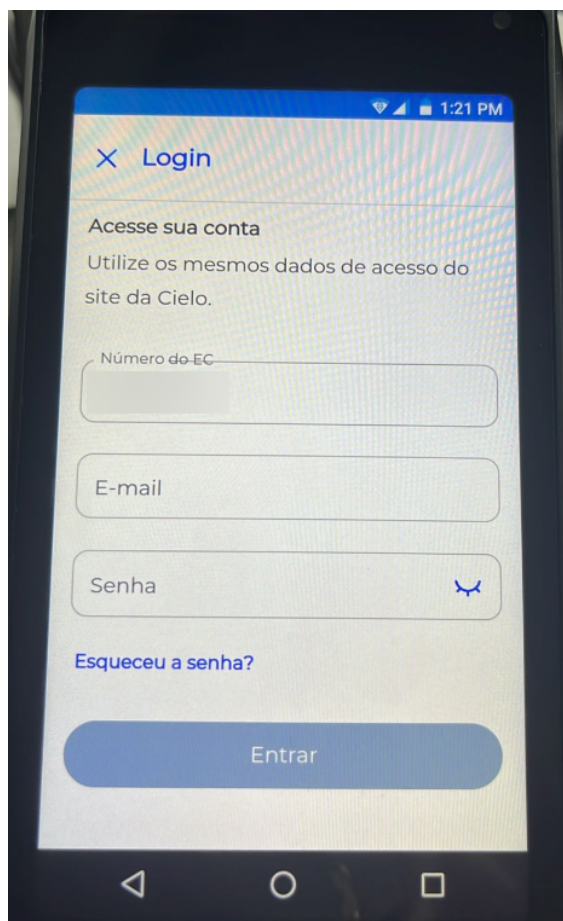 1:21 PM
Login
Acesse sua conta
Utilize os mesmos dados de acesso do
site da Cielo.
Número do EC
E-mail
Senha
Esqueceu a senha?
Entrar